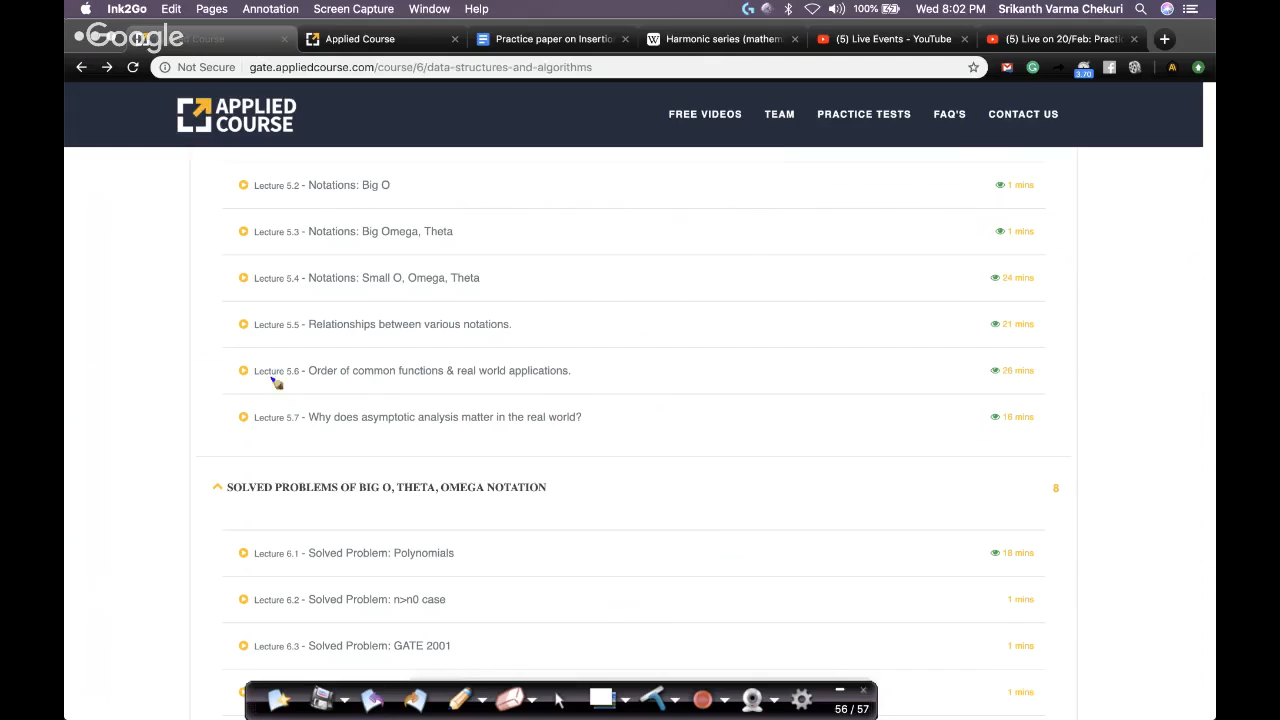 Ink2Go Edit Pages Annotation Screen Capture Window Help 100% Wed 8:02 PM Srikanth Varma Chekuri
Google
Applied Course Practice paper on Insertio Harmonic series (mathem (5) Live Events - YouTube (5) Live on 20/Feb: Practic
Not Secure gate.appliedcourse.com/course/6/data-structures-and-algorithms
3.70
APPLIED
COURSE
FREE VIDEOS TEAM PRACTICE TESTS FAQ'S CONTACT US
Lecture 5.2 - Notations: Big O 1 mins
Lecture 5.3 - Notations: Big Omega, Theta 1 mins
Lecture 5.4 - Notations: Small O, Omega, Theta 24 mins
Lecture 5.5 - Relationships between various notations. 21 mins
Lecture 5.6 - Order of common functions & real world applications. 28 mins
Lecture 5.7 - Why does asymptotic analysis matter in the real world? 16 mins
SOLVED PROBLEMS OF BIG O, THETA, OMEGA NOTATION 8
Lecture 6.1 - Solved Problem: Polynomials 18 mins
Lecture 6.2 - Solved Problem: n>n0 case 1 mins
Lecture 6.3 - Solved Problem: GATE 2001 1 mins
1 mins
56 / 57